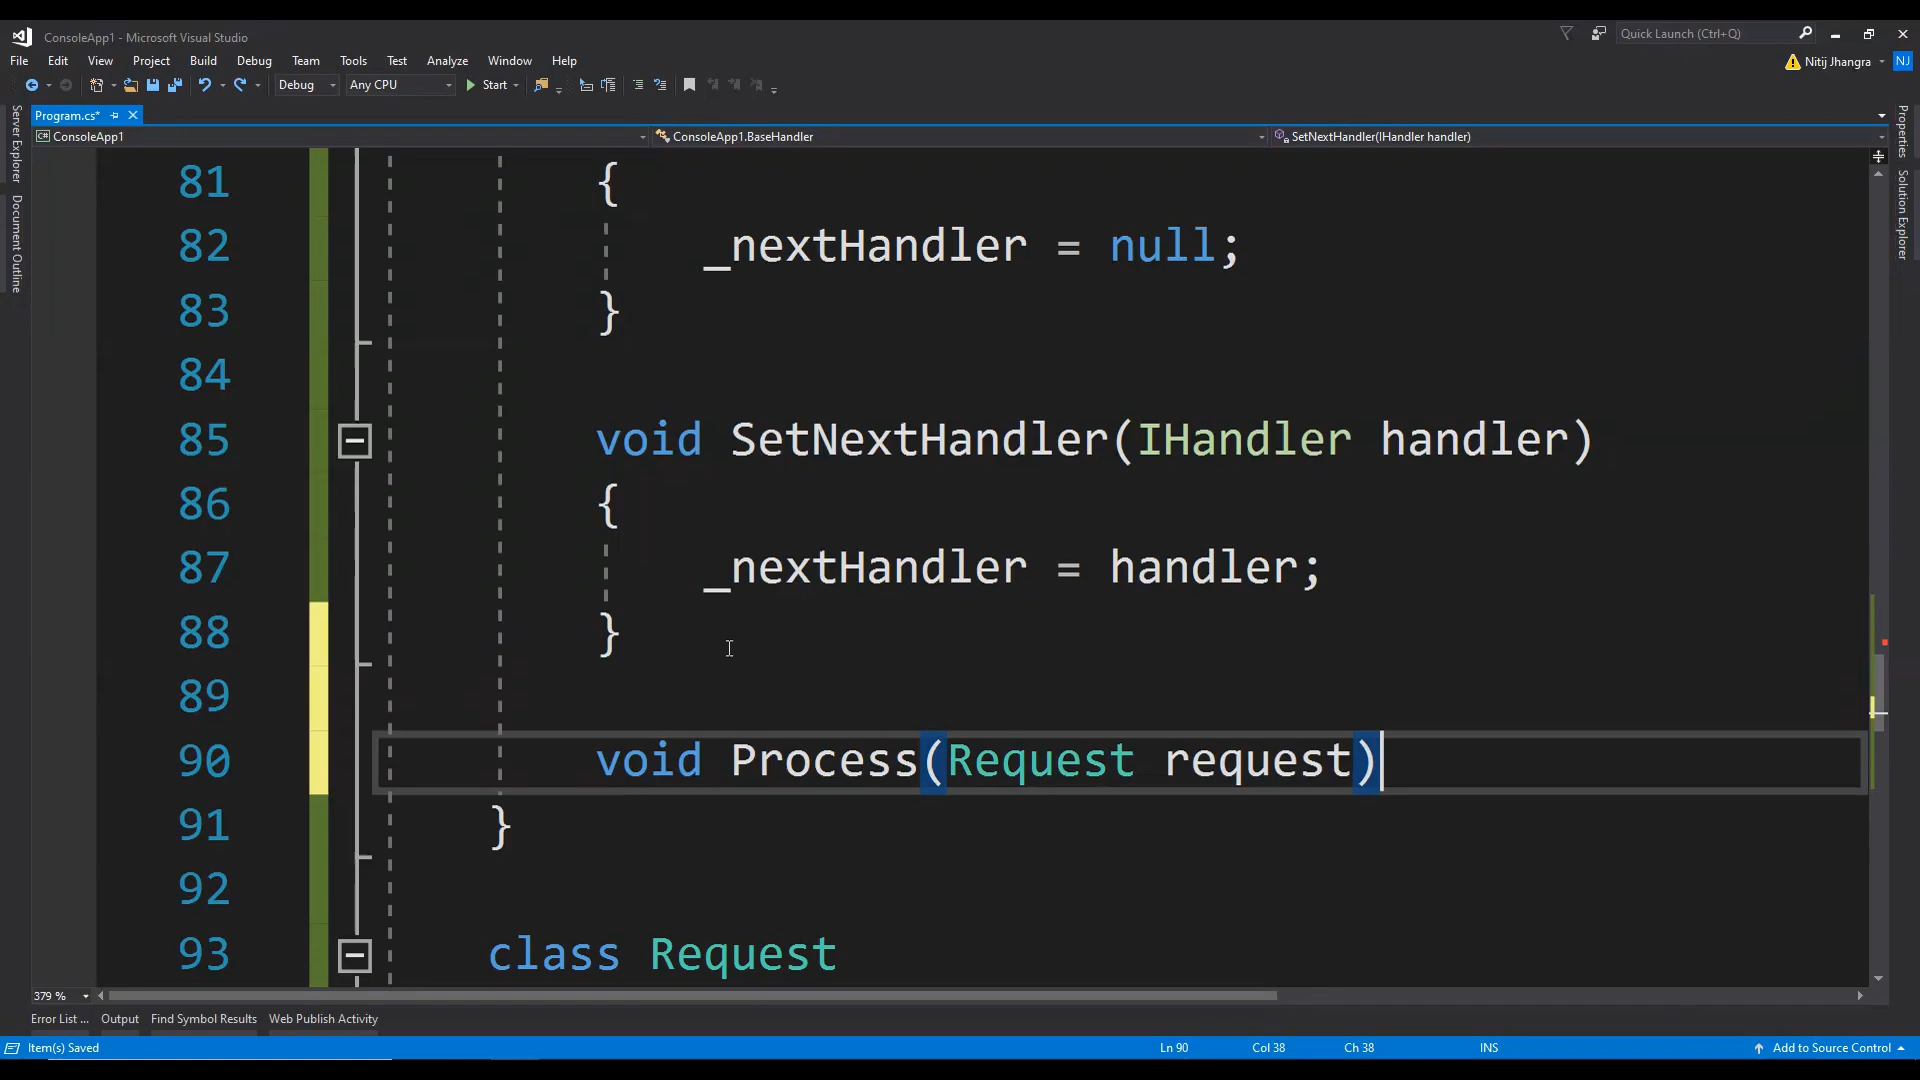 ConsoleApp1 - Microsoft Visual Studio
Quick Launch (Ctrl+Q)
File Edit View Project Build Debug Team Tools Test Analyze Window Help
Nitij Jhangra NJ
Debug Any CPU Start
Program.cs*
ConsoleApp1 ConsoleApp1.BaseHandler SetNextHandler(IHandler handler)
Server Explorer
Document Outline
Properties
Solution Explorer
81 {
82 _nextHandler = null;
83 }
84
85 void SetNextHandler(IHandler handler)
86 {
87 _nextHandler = handler;
88 }
89
90 void Process(Request request)
91 }
92
93 class Request
379 %
Error List ... Output Find Symbol Results Web Publish Activity
Item(s) Saved Ln 90 Col 38 Ch 38 INS Add to Source Control